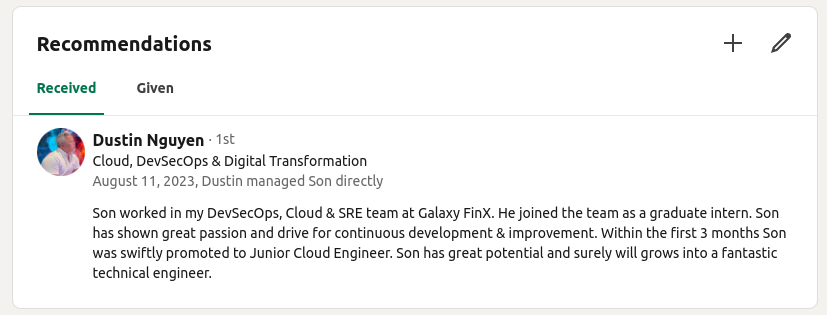 Recommendations
Received
Given
Dustin Nguyen · 1st
Cloud, DevSecOps & Digital Transformation
August 11, 2023, Dustin managed Son directly
Son worked in my DevSecOps, Cloud & SRE team at Galaxy FinX. He joined the team as a graduate intern. Son
has shown great passion and drive for continuous development & improvement. Within the first 3 months Son
was swiftly promoted to Junior Cloud Engineer. Son has great potential and surely will grows into a fantastic
technical engineer.